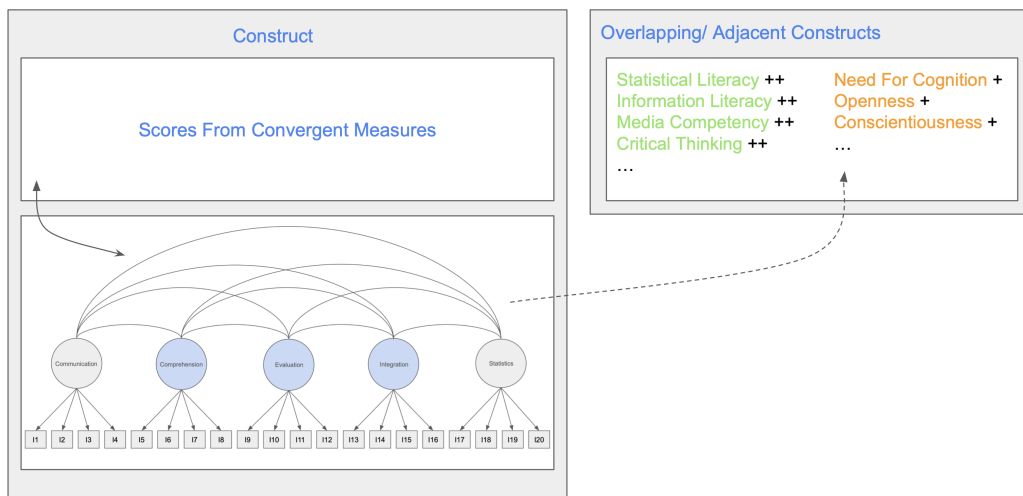 Construct
Scores From Convergent Measures
Communication
Comprehension
Evaluation
Integration
Statistics
I1 I2 I3 I4 I5 I6 I7 I8 I9 I10 I11 I12 I13 I14 I15 I16 I17 I18 I19 I20
Overlapping/ Adjacent Constructs
Statistical Literacy ++
Information Literacy ++
Media Competency ++
Critical Thinking ++
...
Need For Cognition +
Openness +
Conscientiousness +
...